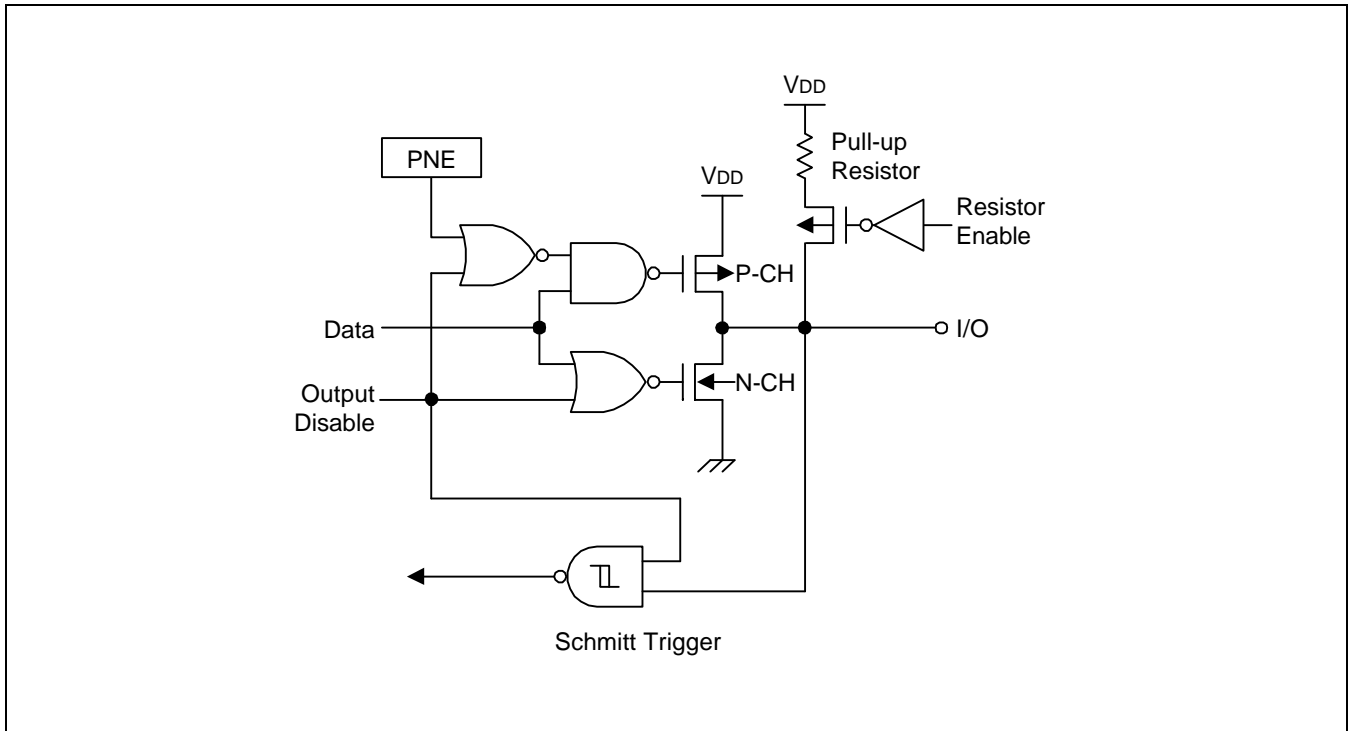 VDD
Pull-up
Resistor
PNE
VDD
Resistor
Enable
P-CH
Data
I/O
Output
Disable
N-CH
Schmitt Trigger